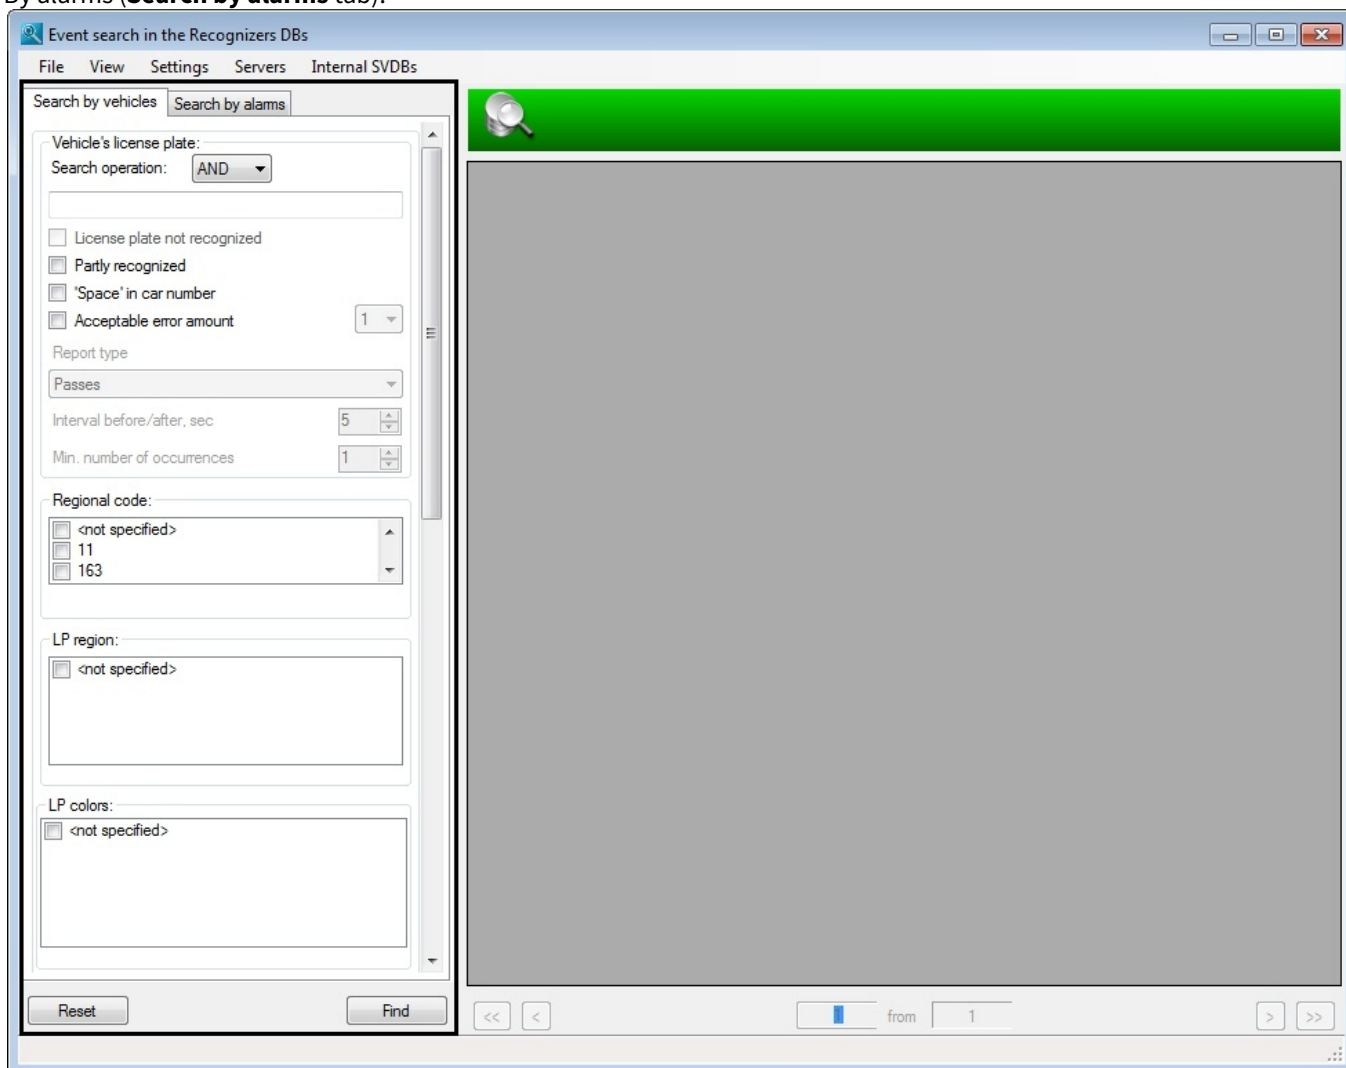 By alarms (Search by alarms tab).
Event search in the Recognizers DBs
File View Settings Servers Internal SVDBs
Search by vehicles Search by alarms
Vehicle's license plate:
Search operation: AND
License plate not recognized
Partly recognized
'Space' in car number
Acceptable error amount 1
Report type
Passes
Interval before/after, sec 5
Min. number of occurrences 1
Regional code:
<not specified>
11
163
LP region:
<not specified>
LP colors:
<not specified>
Reset Find
<< < 1 from 1 > >>